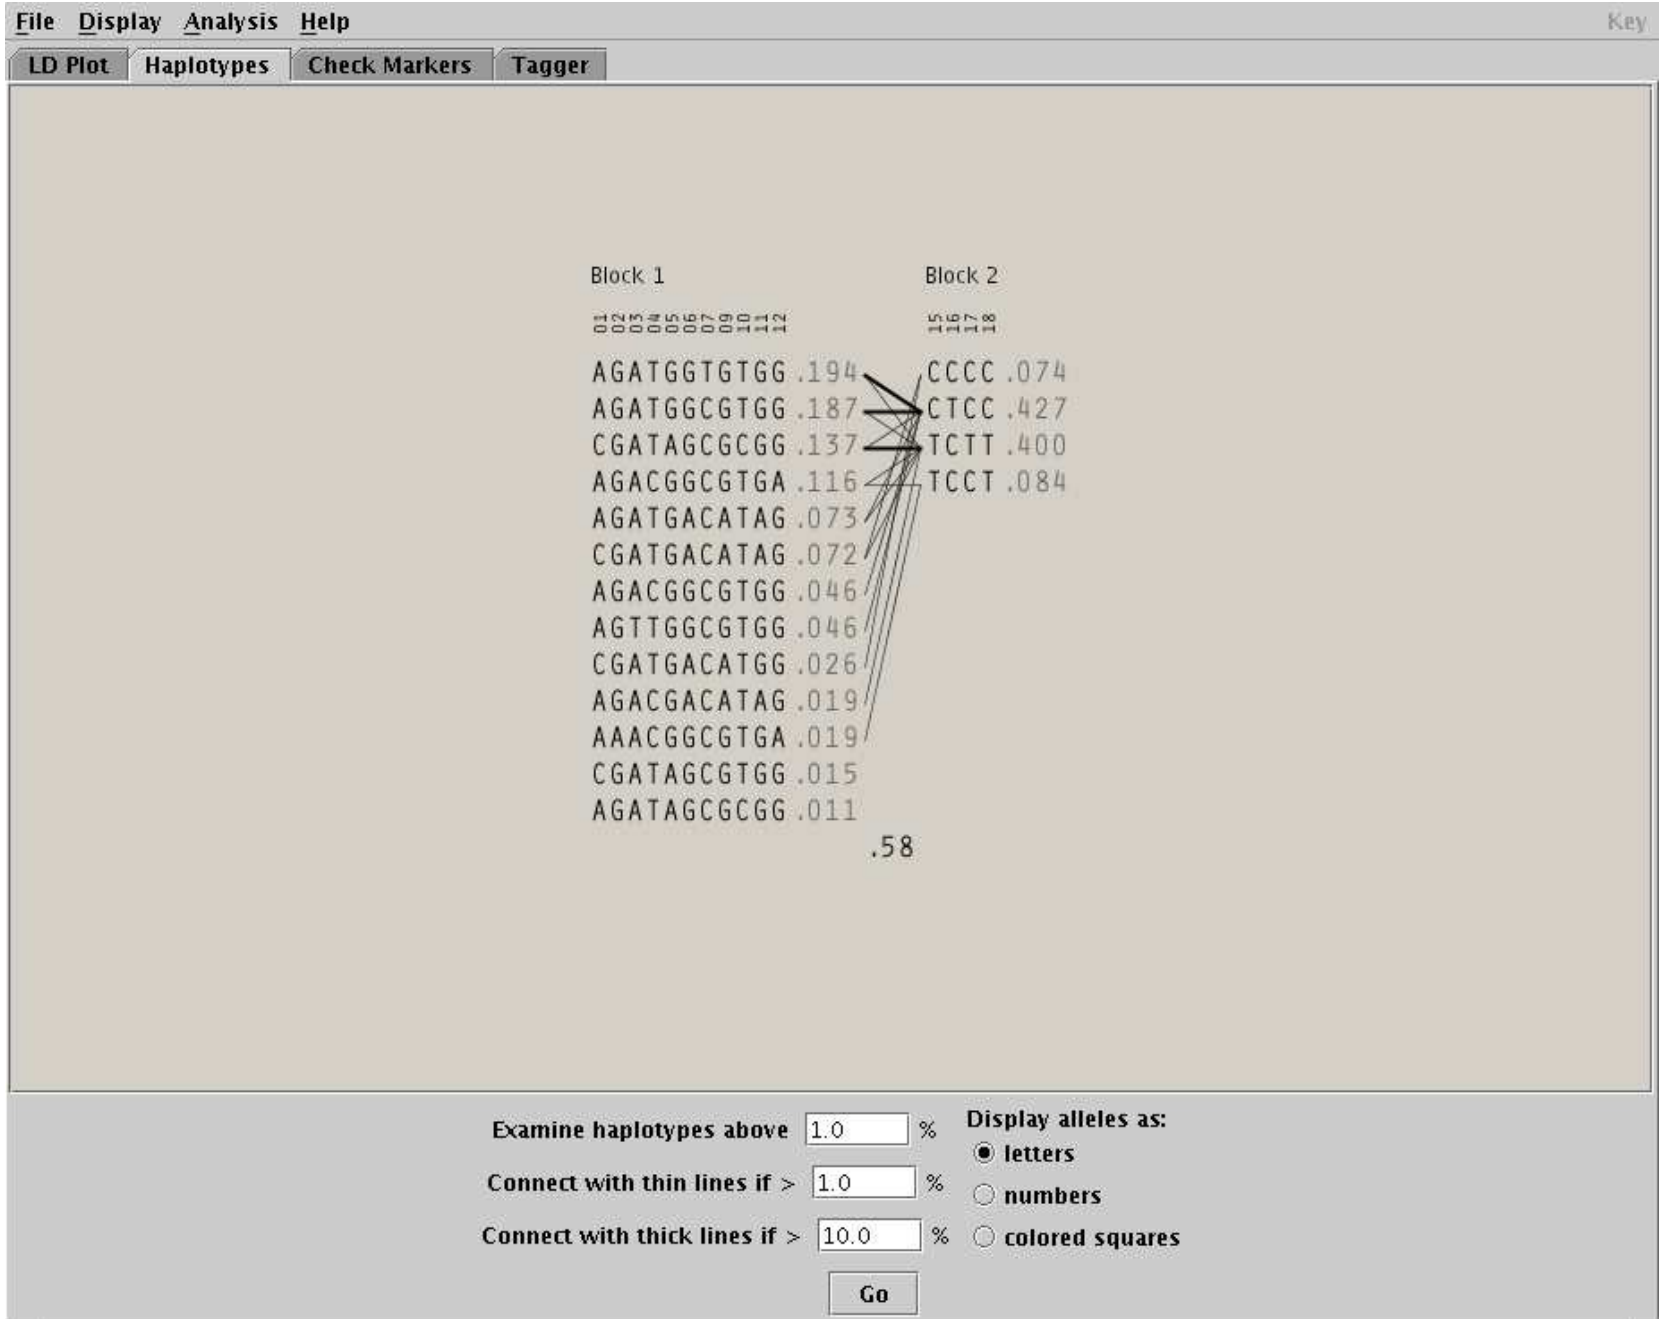 File Display Analysis Help Key
LD Plot Haplotypes Check Markers Tagger
Block 1 Block 2
01 02 03 04 05 06 07 09 10 11 12 15 16 17 18
AGATGGTGTGG .194 CCCC .074
AGATGGCGTGG .187 CTCC .427
CGATAGCGCGG .137 TCTT .400
AGACGGCGTGA .116 TCCT .084
AGATGACATAG .073
CGATGACATAG .072
AGACGGCGTGG .046
AGTTGGCGTGG .046
CGATGACATGG .026
AGACGACATAG .019
AAACGGCGTGA .019
CGATAGCGTGG .015
AGATAGCGCGG .011
.58
Examine haplotypes above 1.0 % Display alleles as:
letters
Connect with thin lines if > 1.0 %
numbers
Connect with thick lines if > 10.0 % colored squares
Go